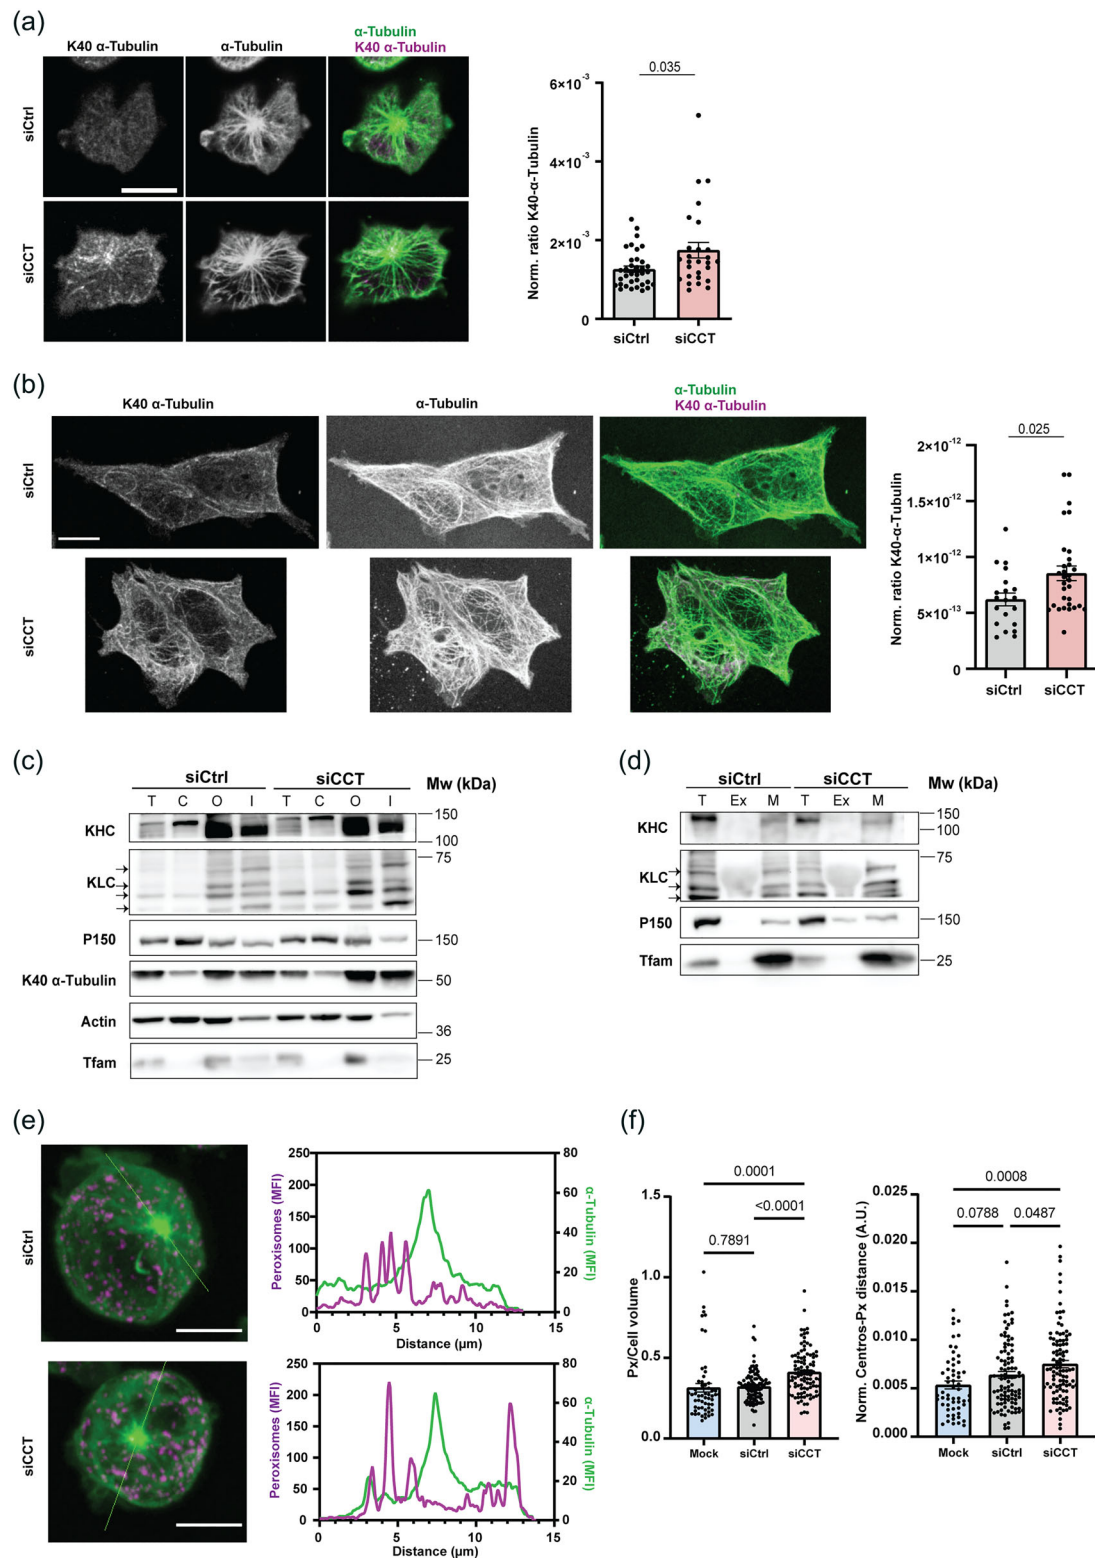 (a)
K40 α-Tubulin
α-Tubulin
α-Tubulin
K40 α-Tubulin
siCtrl
siCCT
Norm. ratio K40-α-Tubulin
0.035
6×10⁻³
4×10⁻³
2×10⁻³
0
siCtrl
siCCT
(b)
K40 α-Tubulin
α-Tubulin
α-Tubulin
K40 α-Tubulin
siCtrl
siCCT
Norm. ratio K40-α-Tubulin
0.025
2×10⁻¹²
1.5×10⁻¹²
1×10⁻¹²
5×10⁻¹³
0
siCtrl
siCCT
(c)
siCtrl siCCT Mw (kDa)
T C O I T C O I
KHC 150
100
KLC 75
P150 150
K40 α-Tubulin 50
Actin 36
Tfam 25
(d)
siCtrl siCCT Mw (kDa)
T Ex M T Ex M
KHC 150
100
KLC 75
P150 150
Tfam 25
(e)
siCtrl
Peroxisomes (MFI)
250
200
150
100
50
0
80
60
40
20
0
α-Tubulin (MFI)
0 5 10 15
Distance (µm)
siCCT
Peroxisomes (MFI)
250
200
150
100
50
0
80
60
40
20
0
α-Tubulin (MFI)
0 5 10 15
Distance (µm)
(f)
Px/Cell volume
0.0001
<0.0001
0.7891
1.5
1.0
0.5
0.0
Mock siCtrl siCCT
Norm. Centros-Px distance (A.U.)
0.0008
0.0788 0.0487
0.025
0.020
0.015
0.010
0.005
0.000
Mock siCtrl siCCT